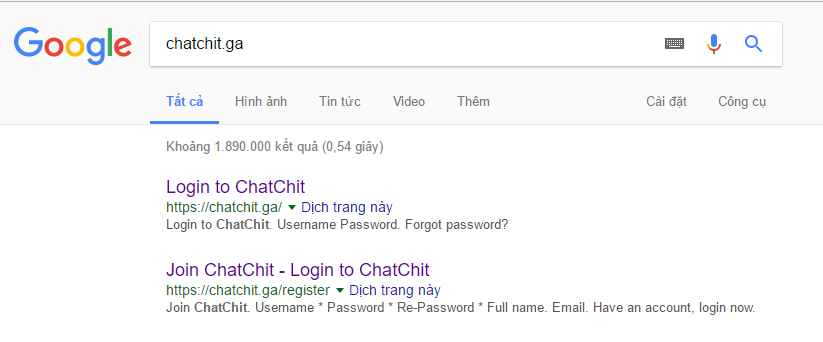 Google chatchit.ga
Tất cả Hình ảnh Tin tức Video Thêm Cài đặt Công cụ
Khoảng 1.890.000 kết quả (0,54 giây)
Login to ChatChit
https://chatchit.ga/ ▼ Dịch trang này
Login to ChatChit. Username Password. Forgot password?
Join ChatChit - Login to ChatChit
https://chatchit.ga/register ▼ Dịch trang này
Join ChatChit. Username * Password * Re-Password * Full name. Email. Have an account, login now.